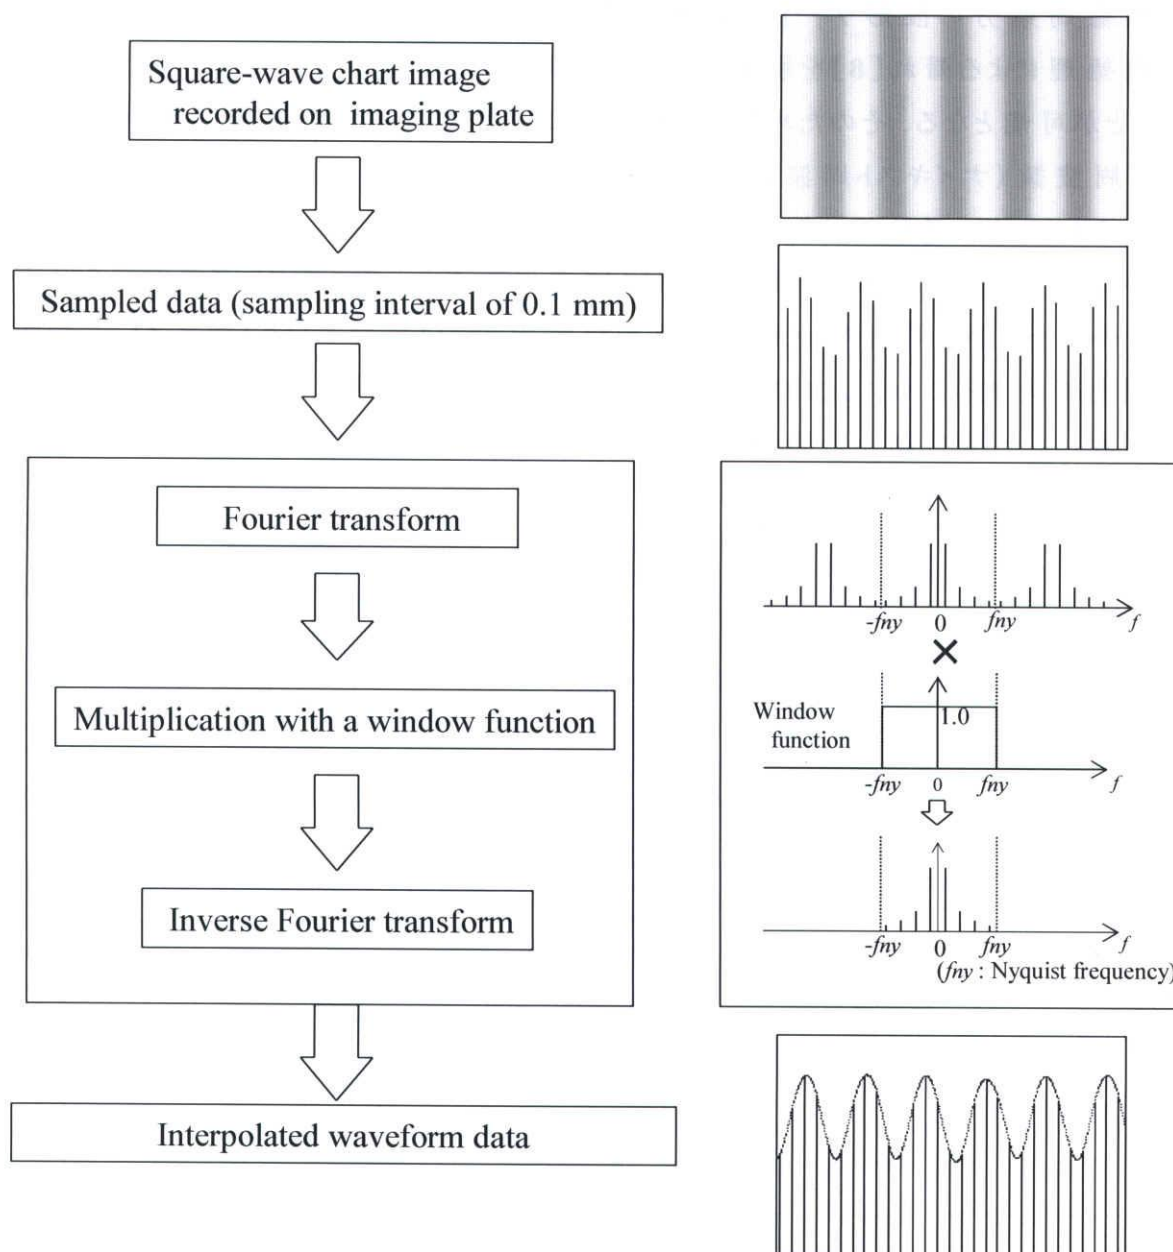 Square-wave chart image
recorded on imaging plate
Sampled data (sampling interval of 0.1 mm)
Fourier transform
-fny 0 fny f
×
Multiplication with a window function
Window
function
1.0
-fny 0 fny f
Inverse Fourier transform
-fny 0 fny f
(fny : Nyquist frequency)
Interpolated waveform data